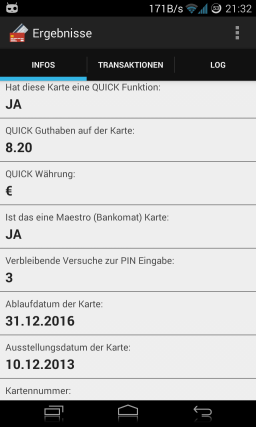 171B/s 21:32
Ergebnisse
INFOS TRANSAKTIONEN LOG
Hat diese Karte eine QUICK Funktion:
JA
QUICK Guthaben auf der Karte:
8.20
QUICK Währung:
€
Ist das eine Maestro (Bankomat) Karte:
JA
Verbleibende Versuche zur PIN Eingabe:
3
Ablaufdatum der Karte:
31.12.2016
Ausstellungsdatum der Karte:
10.12.2013
Kartennummer: